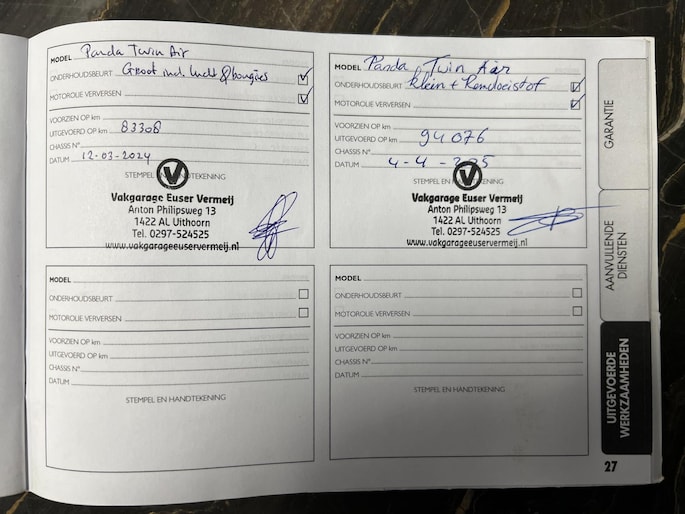 MODEL Panda Twin Air
ONDERHOUDSBEURT Groot incl. lucht & bougies
MOTOROLIE VERVERSEN
VOORZIEN OP km
UITGEVOERD OP km 83308
CHASSIS N°
DATUM 12-03-2024
STEMPEL EN HANDTEKENING
V
Vakgarage Euser Vermeij
Anton Philipsweg 13
1422 AL Uithoorn
Tel. 0297-524525
www.vakgarageeuservermeij.nl
MODEL Panda Twin Air
ONDERHOUDSBEURT klein + Remvloeistof
MOTOROLIE VERVERSEN
VOORZIEN OP km
UITGEVOERD OP km 94076
CHASSIS N°
DATUM 4-4-2025
STEMPEL EN HANDTEKENING
V
Vakgarage Euser Vermeij
Anton Philipsweg 13
1422 AL Uithoorn
Tel. 0297-524525
www.vakgarageeuservermeij.nl
MODEL
ONDERHOUDSBEURT
MOTOROLIE VERVERSEN
VOORZIEN OP km
UITGEVOERD OP km
CHASSIS N°
DATUM
STEMPEL EN HANDTEKENING
MODEL
ONDERHOUDSBEURT
MOTOROLIE VERVERSEN
VOORZIEN OP km
UITGEVOERD OP km
CHASSIS N°
DATUM
STEMPEL EN HANDTEKENING
GARANTIE
AANVULLENDE
DIENSTEN
UITGEVOERDE
WERKZAAMHEDEN
27